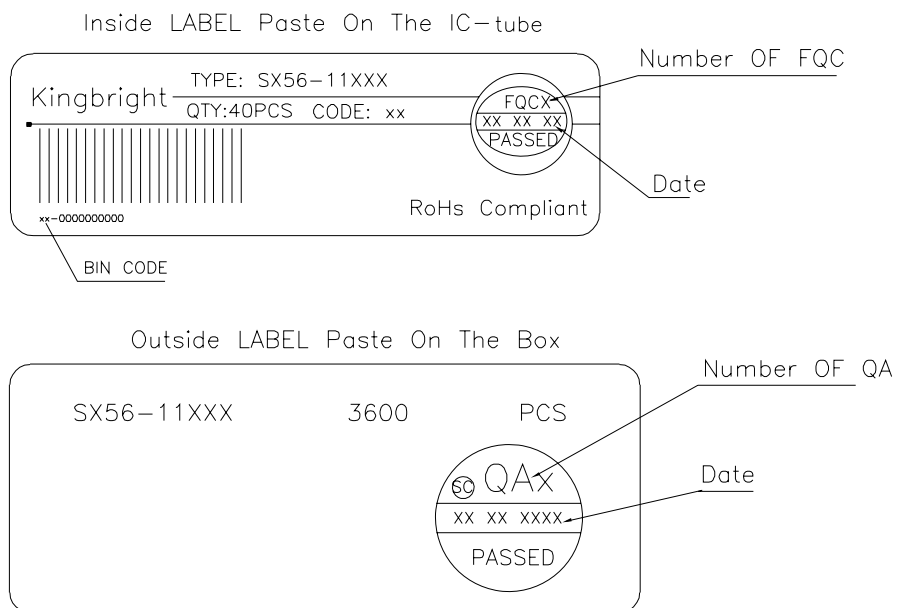 Inside LABEL Paste On The IC-tube
Number OF FQC
TYPE: SX56-11XXX
Kingbright
QTY:40PCS CODE: xx
FQCX
XX XX XX
PASSED
Date
RoHs Compliant
xx-0000000000
BIN CODE
Outside LABEL Paste On The Box
Number OF QA
SX56-11XXX 3600 PCS
SC QAx
Date
XX XX XXXX
PASSED